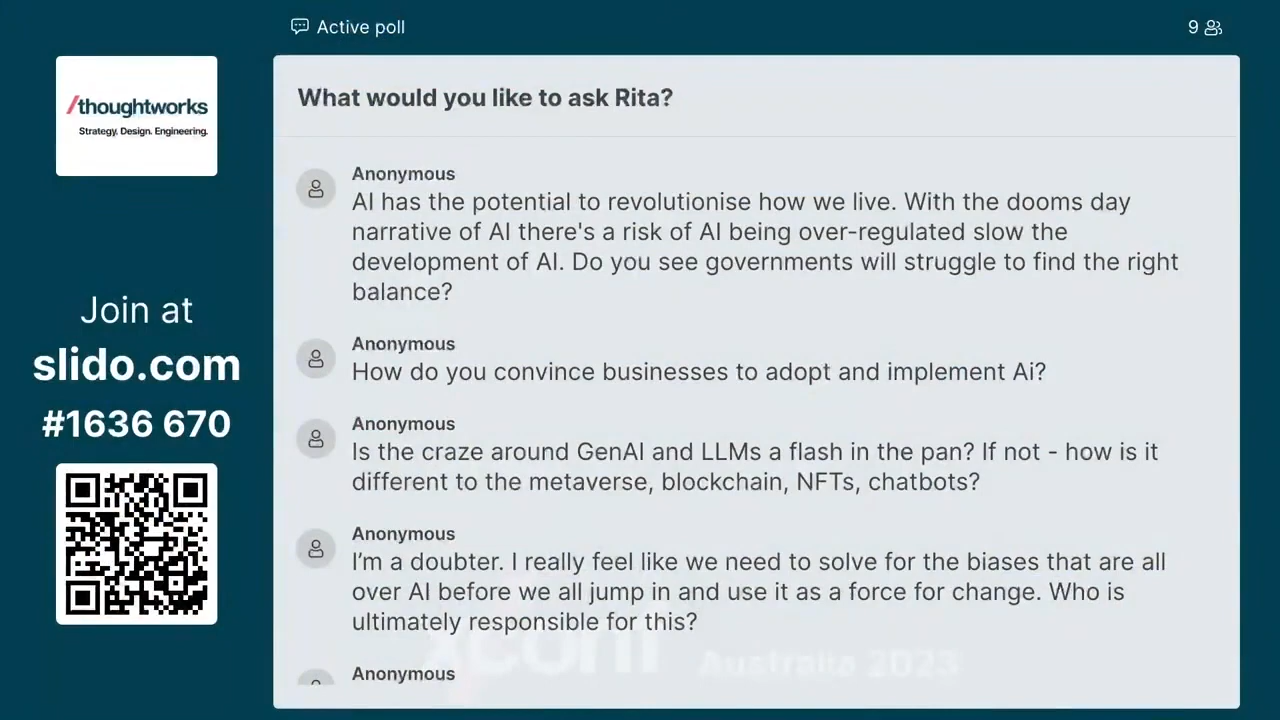 Active poll
9
/thoughtworks
Strategy. Design. Engineering.
What would you like to ask Rita?
Anonymous
AI has the potential to revolutionise how we live. With the dooms day
narrative of AI there's a risk of AI being over-regulated slow the
development of AI. Do you see governments will struggle to find the right
balance?
Anonymous
How do you convince businesses to adopt and implement Ai?
Anonymous
Is the craze around GenAI and LLMs a flash in the pan? If not - how is it
different to the metaverse, blockchain, NFTs, chatbots?
Anonymous
I’m a doubter. I really feel like we need to solve for the biases that are all
over AI before we all jump in and use it as a force for change. Who is
ultimately responsible for this?
Anonymous
Join at
slido.com
#1636 670
xconf
Australia 2023